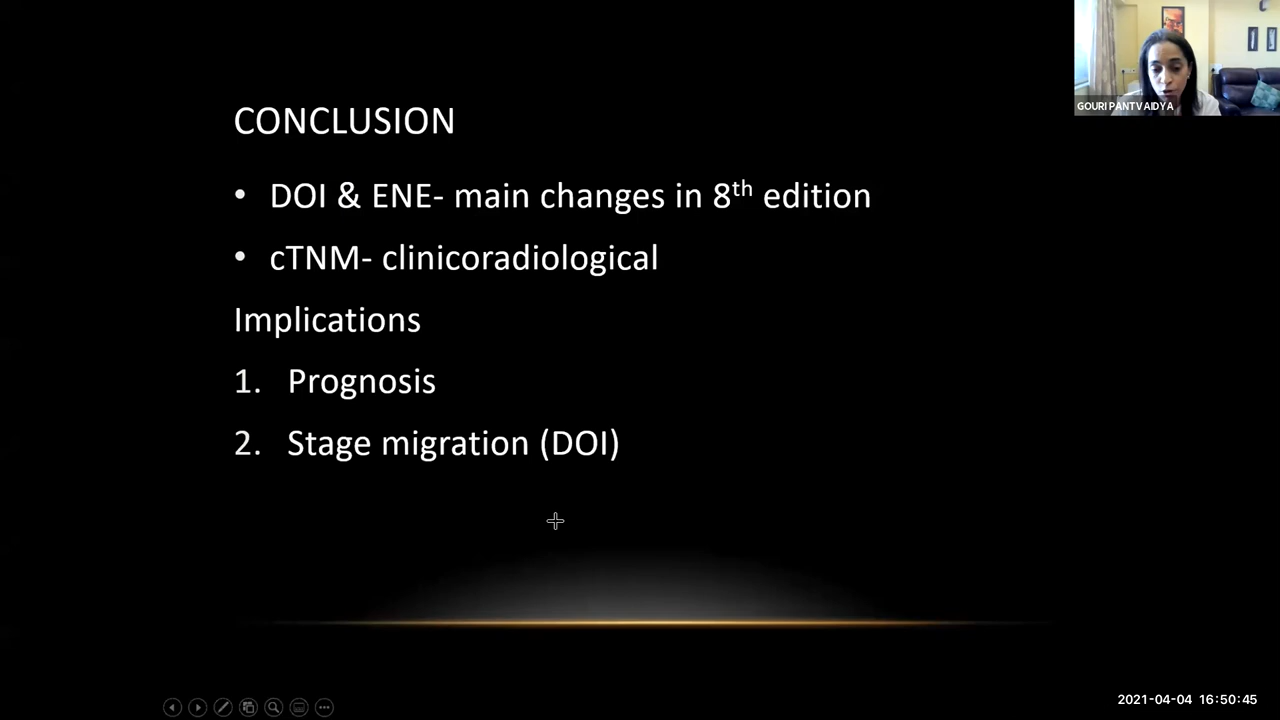 GOURI PANTVAIDYA
CONCLUSION
• DOI & ENE- main changes in 8th edition
• cTNM- clinicoradiological
Implications
1. Prognosis
2. Stage migration (DOI)
2021-04-04 16:50:45